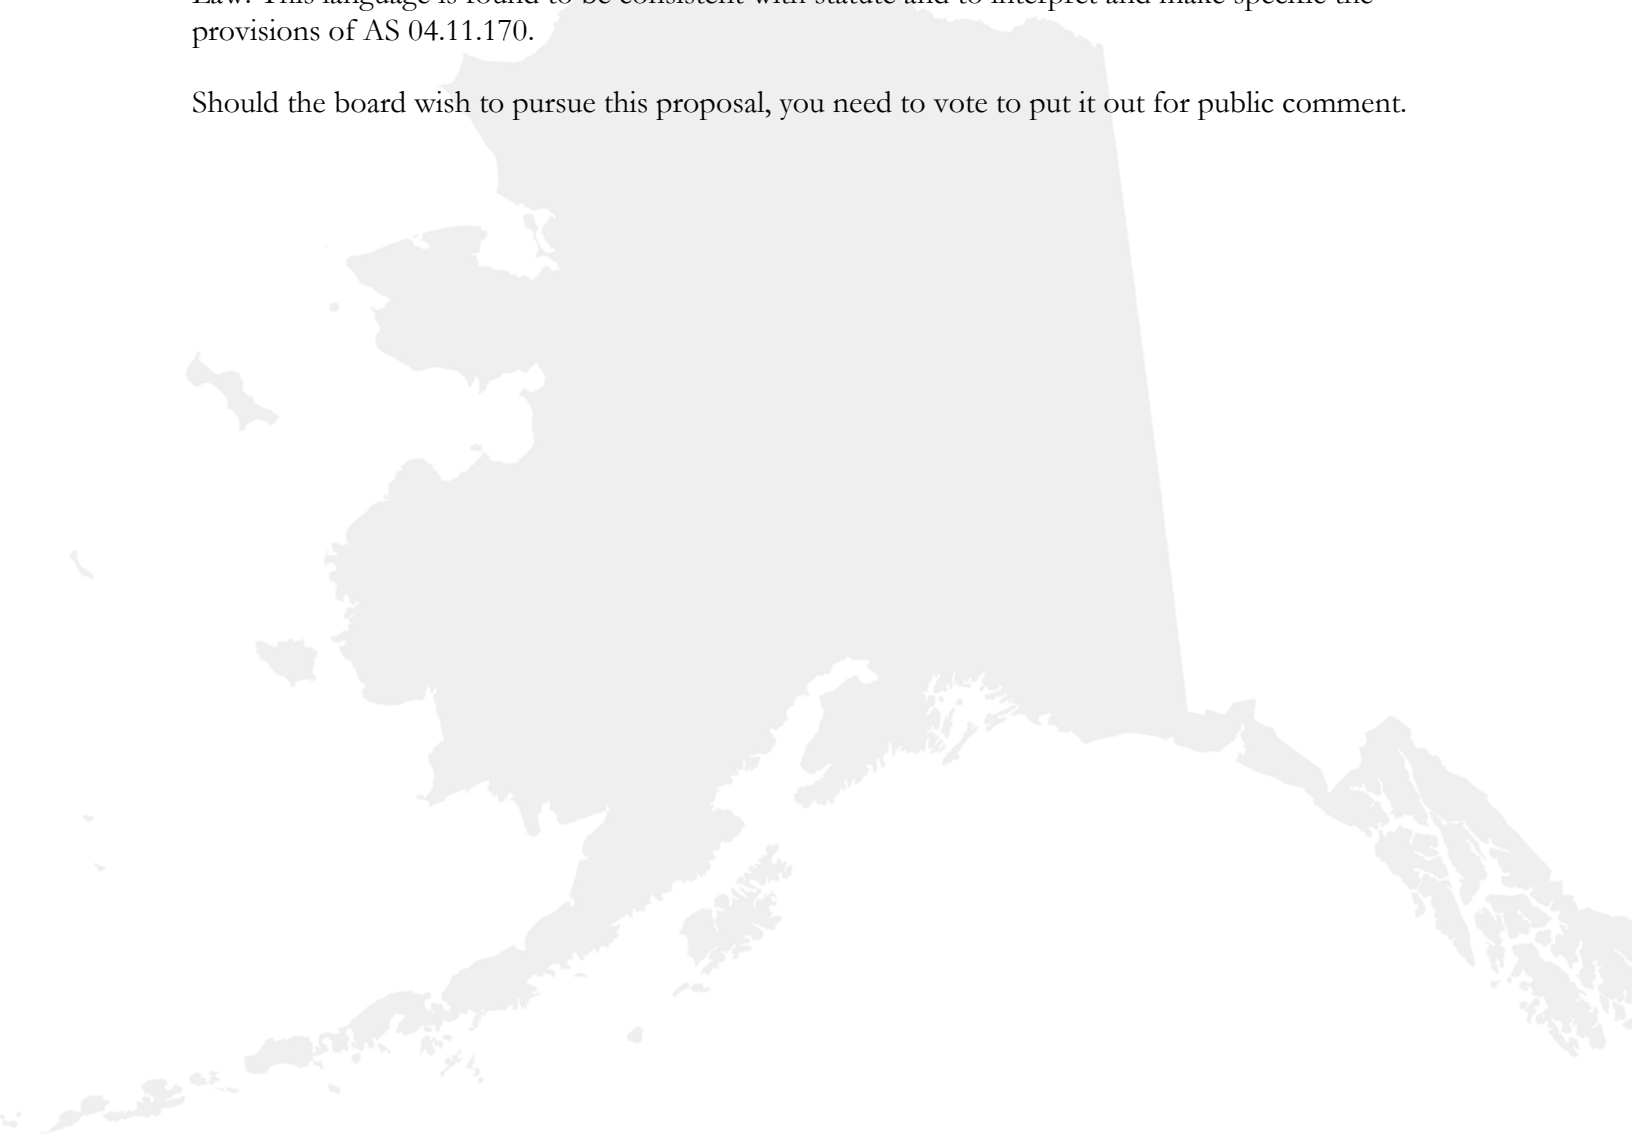 Law. This language is found to be consistent with statute and to interpret and make specific the
provisions of AS 04.11.170.
Should the board wish to pursue this proposal, you need to vote to put it out for public comment.